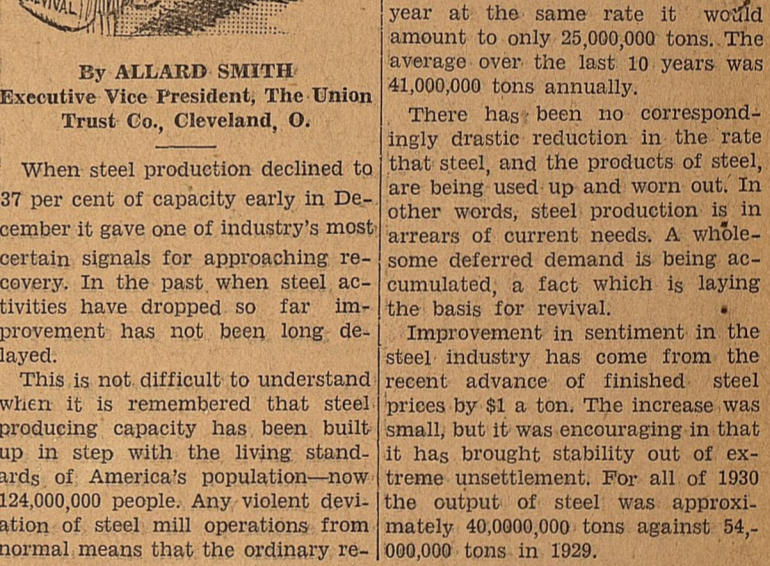 REVIVAL
By ALLARD SMITH
Executive Vice President, The Union
Trust Co., Cleveland, O.
When steel production declined to
37 per cent of capacity early in De-
cember it gave one of industry's most
certain signals for approaching re-
covery. In the past when steel ac-
tivities have dropped so far im-
provement has not been long de-
layed.
This is not difficult to understand
when it is remembered that steel
producing capacity has been built
up in step with the living stand-
ards of America's population—now
124,000,000 people. Any violent devi-
ation of steel mill operations from
normal means that the ordinary re-
year at the same rate it would
amount to only 25,000,000 tons. The
average over the last 10 years was
41,000,000 tons annually.
There has been no correspond-
ingly drastic reduction in the rate
that steel, and the products of steel,
are being used up and worn out. In
other words, steel production is in
arrears of current needs. A whole-
some deferred demand is being ac-
cumulated, a fact which is laying
the basis for revival.
Improvement in sentiment in the
steel industry has come from the
recent advance of finished steel
prices by $1 a ton. The increase was
small, but it was encouraging in that
it has brought stability out of ex-
treme unsettlement. For all of 1930
the output of steel was approxi-
mately 40,0000,000 tons against 54,-
000,000 tons in 1929.